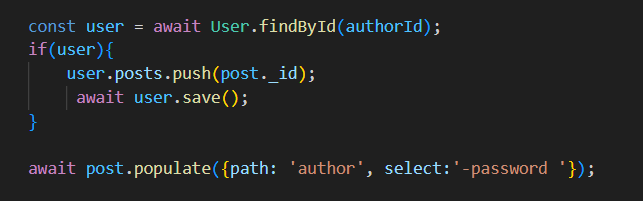 const user = await User.findById(authorId);
if(user){
    user.posts.push(post._id);
     await user.save();
}

await post.populate({path: 'author', select:'-password '});